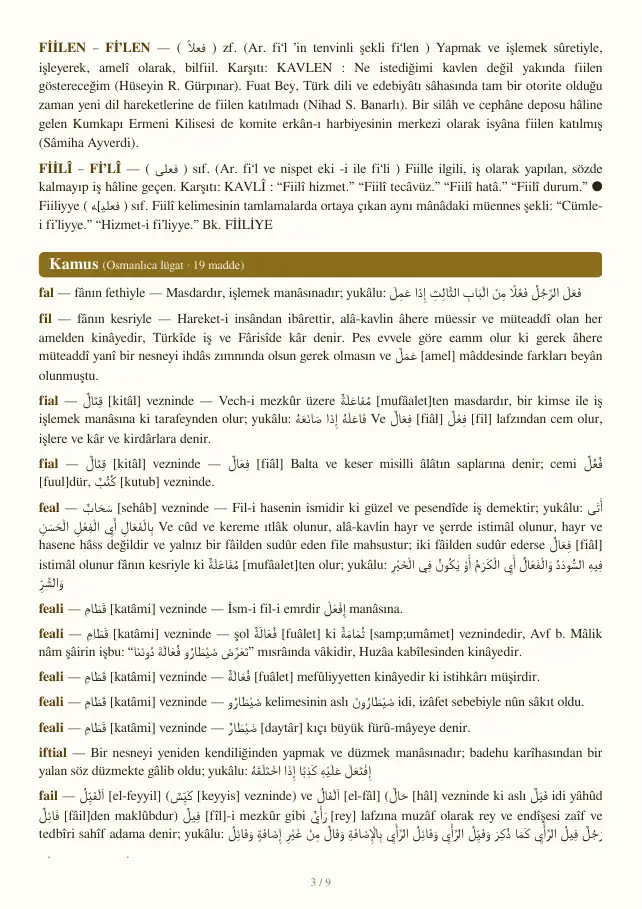 FİİLEN – Fİ’LEN — ( فعلاً ) zf. (Ar. fi‘l ’in tenvinli şekli fi‘len ) Yapmak ve işlemek sûretiyle,
işleyerek, amelî olarak, bilfiil. Karşıtı: KAVLEN : Ne istediğimi kavlen değil yakında fiilen
göstereceğim (Hüseyin R. Gürpınar). Fuat Bey, Türk dili ve edebiyâtı sâhasında tam bir otorite olduğu
zaman yeni dil hareketlerine de fiilen katılmadı (Nihad S. Banarlı). Bir silâh ve cephâne deposu hâline
gelen Kumkapı Ermeni Kilisesi de komite erkân-ı harbiyesinin merkezi olarak isyâna fiilen katılmış
(Sâmiha Ayverdi).
FİİLÎ – Fİ’LÎ — ( فعلى ) sıf. (Ar. fi‘l ve nispet eki -i ile fi‘li ) Fiille ilgili, iş olarak yapılan, sözde
kalmayıp iş hâline geçen. Karşıtı: KAVLÎ : “Fiilî hizmet.” “Fiilî tecâvüz.” “Fiilî hatâ.” “Fiilî durum.” ●
Fiiliyye ( فعليـ]ـه ) sıf. Fiilî kelimesinin tamlamalarda ortaya çıkan aynı mânâdaki müennes şekli: “Cümle-
i fi’liyye.” “Hizmet-i fi’liyye.” Bk. FİİLİYE
Kamus (Osmanlıca lügat · 19 madde)
fal — fânın fethiyle — Masdardır, işlemek manâsınadır; yukâlu: فَعَلَ الرَّجُلُ فَعْلًا مِنَ الْبَابِ الثَّالِثِ إِذَا عَمِلَ
fil — fânın kesriyle — Hareket-i insândan ibârettir, alâ-kavlin âhere müessir ve müteaddî olan her
amelden kinâyedir, Türkîde iş ve Fârisîde kâr denir. Pes evvele göre eamm olur ki gerek âhere
müteaddî yanî bir nesneyi ihdâs zımnında olsun gerek olmasın ve عَمَلٌ [amel] mâddesinde farkları beyân
olunmuştu.
fial — قِتَالٌ [kitâl] vezninde — Vech-i mezkûr üzere مُفَاعَلَةٌ [mufâalet]ten masdardır, bir kimse ile iş
işlemek manâsına ki tarafeynden olur; yukâlu: فَاعَلَهُ إِذَا صَانَعَهُ Ve فِعَالٌ [fiâl] فِعْلٌ [fil] lafzından cem olur,
işlere ve kâr ve kirdârlara denir.
fial — قِتَالٌ [kitâl] vezninde — فِعَالٌ [fiâl] Balta ve keser misilli âlâtın saplarına denir; cemi فُعُلٌ
[fuul]dür, كُتُبٌ [kutub] vezninde.
feal — سَحَابٌ [sehâb] vezninde — Fil-i hasenin ismidir ki güzel ve pesendîde iş demektir; yukâlu: أَتَى
بِالْفَعَالِ أَيِ الْفِعْلِ الْحَسَنِ Ve cûd ve kereme ıtlâk olunur, alâ-kavlin hayr ve şerrde istimâl olunur, hayr ve
hasene hâss değildir ve yalnız bir fâilden sudûr eden file mahsustur; iki fâilden sudûr ederse فِعَالٌ [fiâl]
istimâl olunur fânın kesriyle ki مُفَاعَلَةٌ [mufâalet]ten olur; yukâlu: فِيهِ السُّودَدُ وَالْفَعَالُ أَيِ الْكَرَمُ أَوْ يَكُونُ فِي الْخَيْرِ
وَالشَّرِّ
feali — قَطَامِ [katâmi] vezninde — İsm-i fil-i emrdir إِفْعَلْ manâsına.
feali — قَطَامِ [katâmi] vezninde — şol فُعَالَةٌ [fuâlet] ki ثُمَامَةٌ [samp;umâmet] veznindedir, Avf b. Mâlik
nâm şâirin işbu: “تَعَرَّضَ ضَيْطَارُو فُعَالَةَ دُونَنَا” mısrânda vâkidir, Huzâa kabîlesinden kinâyedir.
feali — قَطَامِ [katâmi] vezninde — فُعَالَةٌ [fuâlet] mefûliyyetten kinâyedir ki istihkârı müşirdir.
feali — قَطَامِ [katâmi] vezninde — ضَيْطَارُو kelimesinin aslı ضَيْطَارُونَ idi, izâfet sebebiyle nûn sâkıt oldu.
feali — قَطَامِ [katâmi] vezninde — ضَيْطَارٌ [daytâr] kıçı büyük fürû-mâyeye denir.
iftial — Bir nesneyi yeniden kendiliğinden yapmak ve düzmek manâsınadır; badehu karîhasından bir
yalan söz düzmekte gâlib oldu; yukâlu: إِفْتَعَلَ عَلَيْهِ كَذِبًا إِذَا اخْتَلَقَهُ
fail — اَلْفَيِّلُ [el-feyyil] (كَيِّسٌ [keyyis] vezninde) ve اَلْفَالُ [el-fâl] (حَالٌ [hâl] vezninde ki aslı فَيَلٌ idi yâhûd
فَائِلٌ [fâil]den maklûbdur) فِيلٌ [fîl]-i mezkûr gibi رَأْيٌ [rey] lafzına muzâf olarak rey ve endîşesi zaîf ve
tedbîri sahîf adama denir; yukâlu: رَجُلٌ فِيلُ الرَّأْيِ كَمَا ذُكِرَ وَفَيِّلُ الرَّأْيِ وَفَائِلُ الرَّأْيِ بِالْإِضَافَةِ وَفَالٌ مِنْ غَيْرِ إِضَافَةٍ وَفَائِلٌ
3 / 9